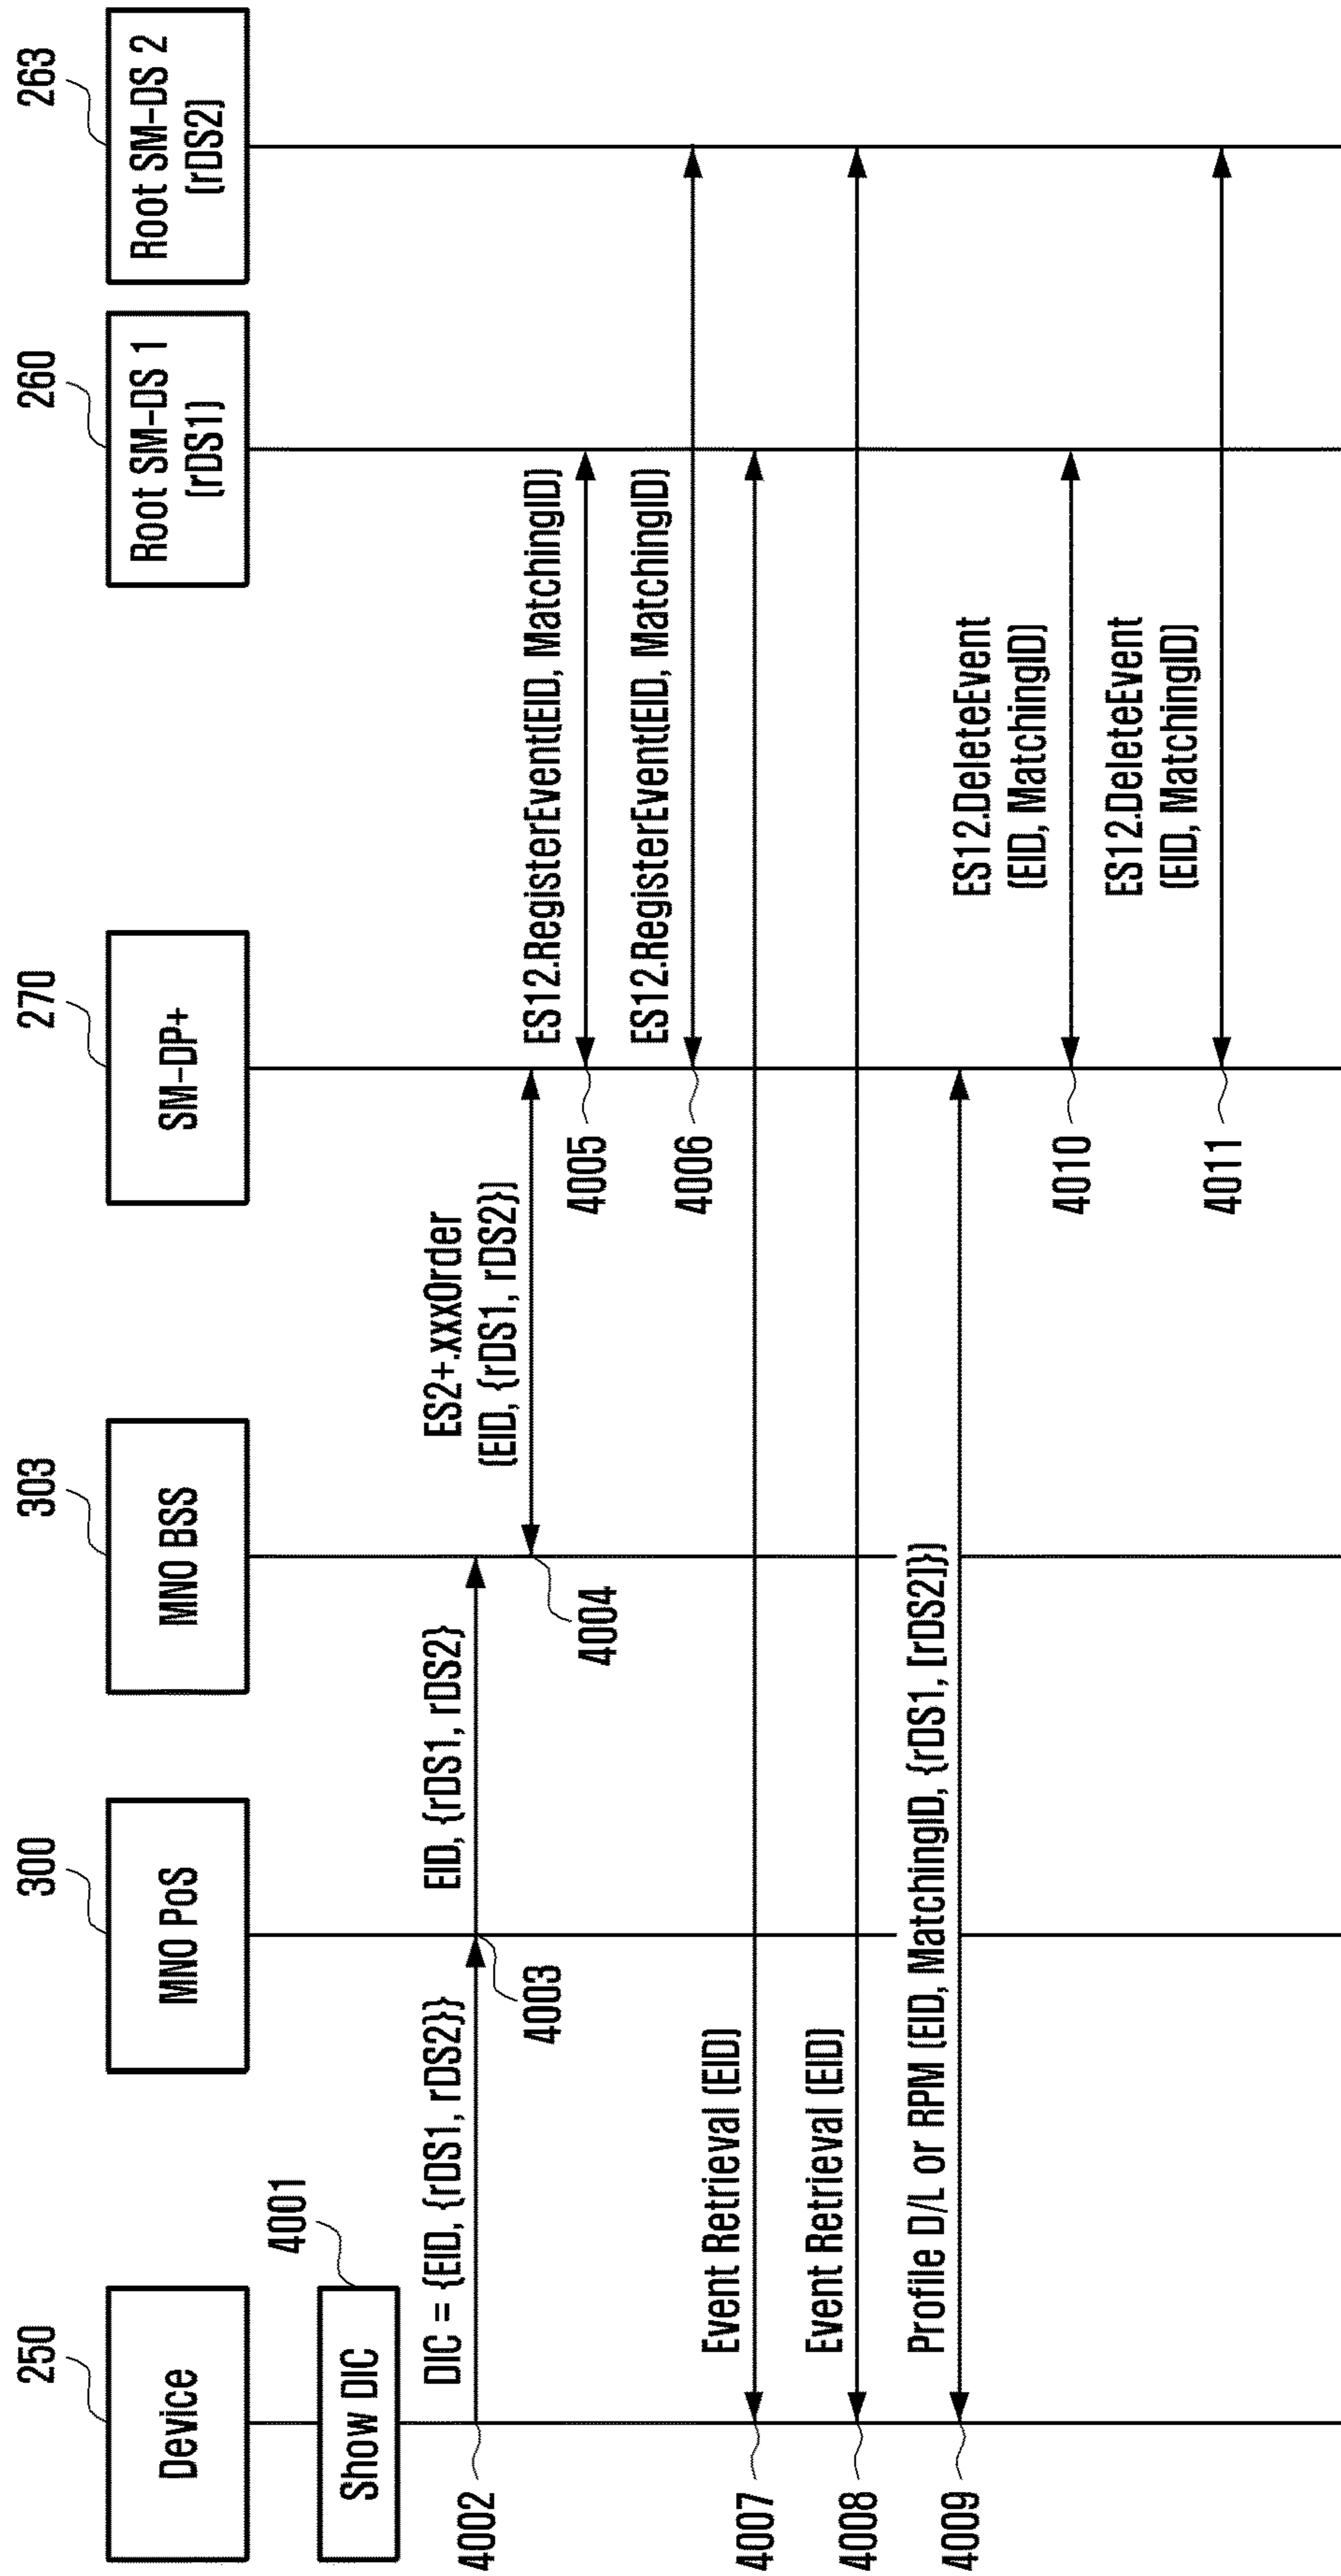 250
300
303
270
260
263
Device
MNO PoS
MNO BSS
SM-DP+
Root SM-DS 1
(rDS1)
Root SM-DS 2
(rDS2)
4001
Show DIC
DIC = {EID, {rDS1, rDS2}}
EID, {rDS1, rDS2}
4002
4003
ES2+.xxxOrder
(EID, {rDS1, rDS2})
4004
ES12.RegisterEvent(EID, MatchingID)
4005
ES12.RegisterEvent(EID, MatchingID)
4006
Event Retrieval (EID)
4007
Event Retrieval (EID)
4008
Profile D/L or RPM (EID, MatchingID, {rDS1, [rDS2]})
4009
ES12.DeleteEvent
(EID, MatchingID)
4010
ES12.DeleteEvent
(EID, MatchingID)
4011